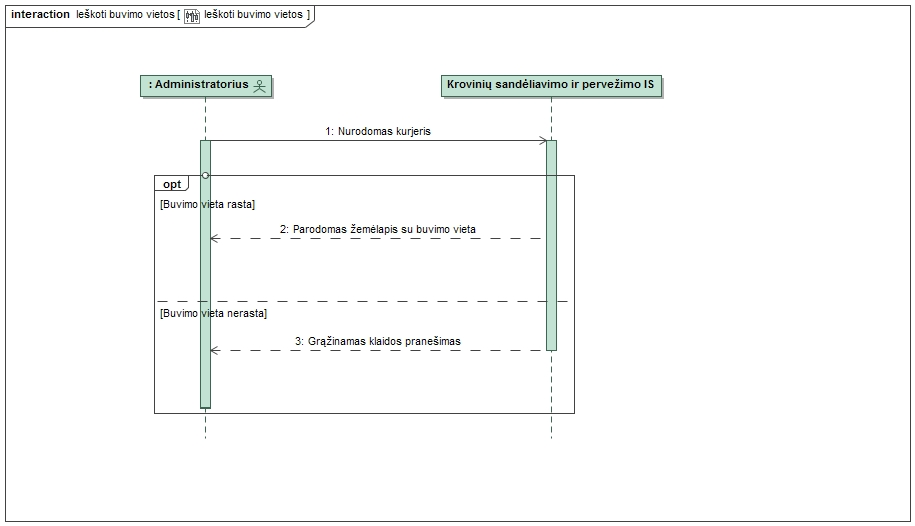 interaction Ieškoti buvimo vietos [ Ieškoti buvimo vietos ]
: Administratorius
Krovinių sandėliavimo ir pervežimo IS
1: Nurodomas kurjeris
opt
[Buvimo vieta rasta]
2: Parodomas žemėlapis su buvimo vieta
[Buvimo vieta nerasta]
3: Grąžinamas klaidos pranešimas